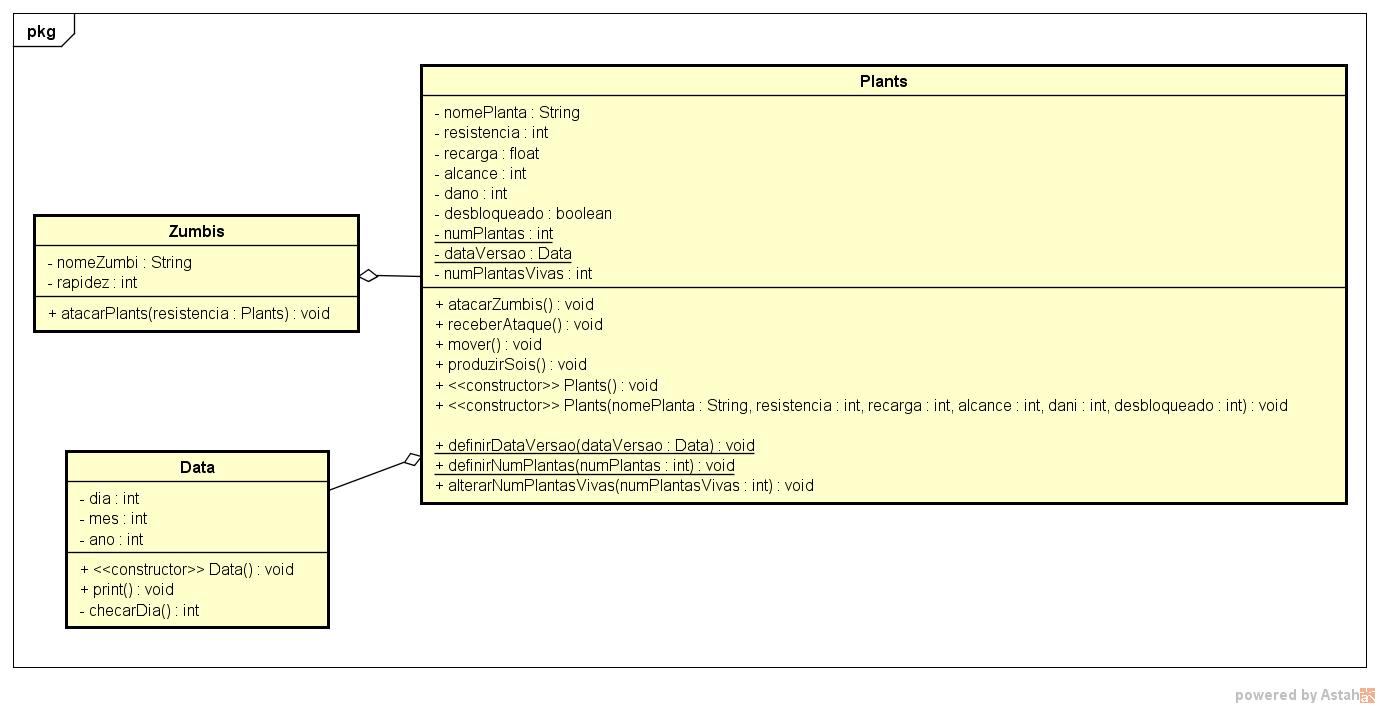 pkg
Plants
- nomePlanta : String
- resistencia : int
- recarga : float
- alcance : int
- dano : int
- desbloqueado : boolean
- numPlantas : int
- dataVersao : Data
- numPlantasVivas : int
+ atacarZumbis() : void
+ receberAtaque() : void
+ mover() : void
+ produzirSois() : void
+ <<constructor>> Plants() : void
+ <<constructor>> Plants(nomePlanta : String, resistencia : int, recarga : int, alcance : int, dani : int, desbloqueado : int) : void
+ definirDataVersao(dataVersao : Data) : void
+ definirNumPlantas(numPlantas : int) : void
+ alterarNumPlantasVivas(numPlantasVivas : int) : void
Zumbis
- nomeZumbi : String
- rapidez : int
+ atacarPlants(resistencia : Plants) : void
Data
- dia : int
- mes : int
- ano : int
+ <<constructor>> Data() : void
+ print() : void
- checarDia() : int
powered by Astah